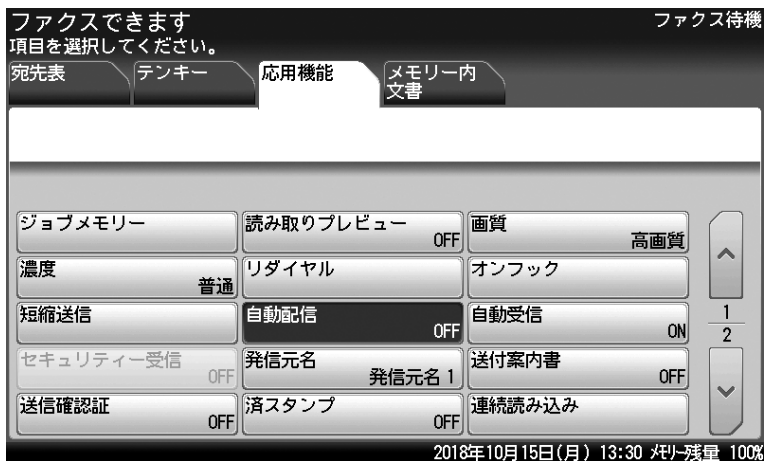 ファクスできます ファクス待機
項目を選択してください。
宛先表 テンキー 応用機能 メモリー内
文書
ジョブメモリー 読み取りプレビュー OFF 画質 高画質
濃度 普通 リダイヤル オンフック
短縮送信 自動配信 OFF 自動受信 ON
1
2
セキュリティー受信 OFF 発信元名 発信元名 1 送付案内書 OFF
送信確認証 OFF 済スタンプ OFF 連続読み込み
2018年10月15日(月) 13:30 メモリー残量 100%